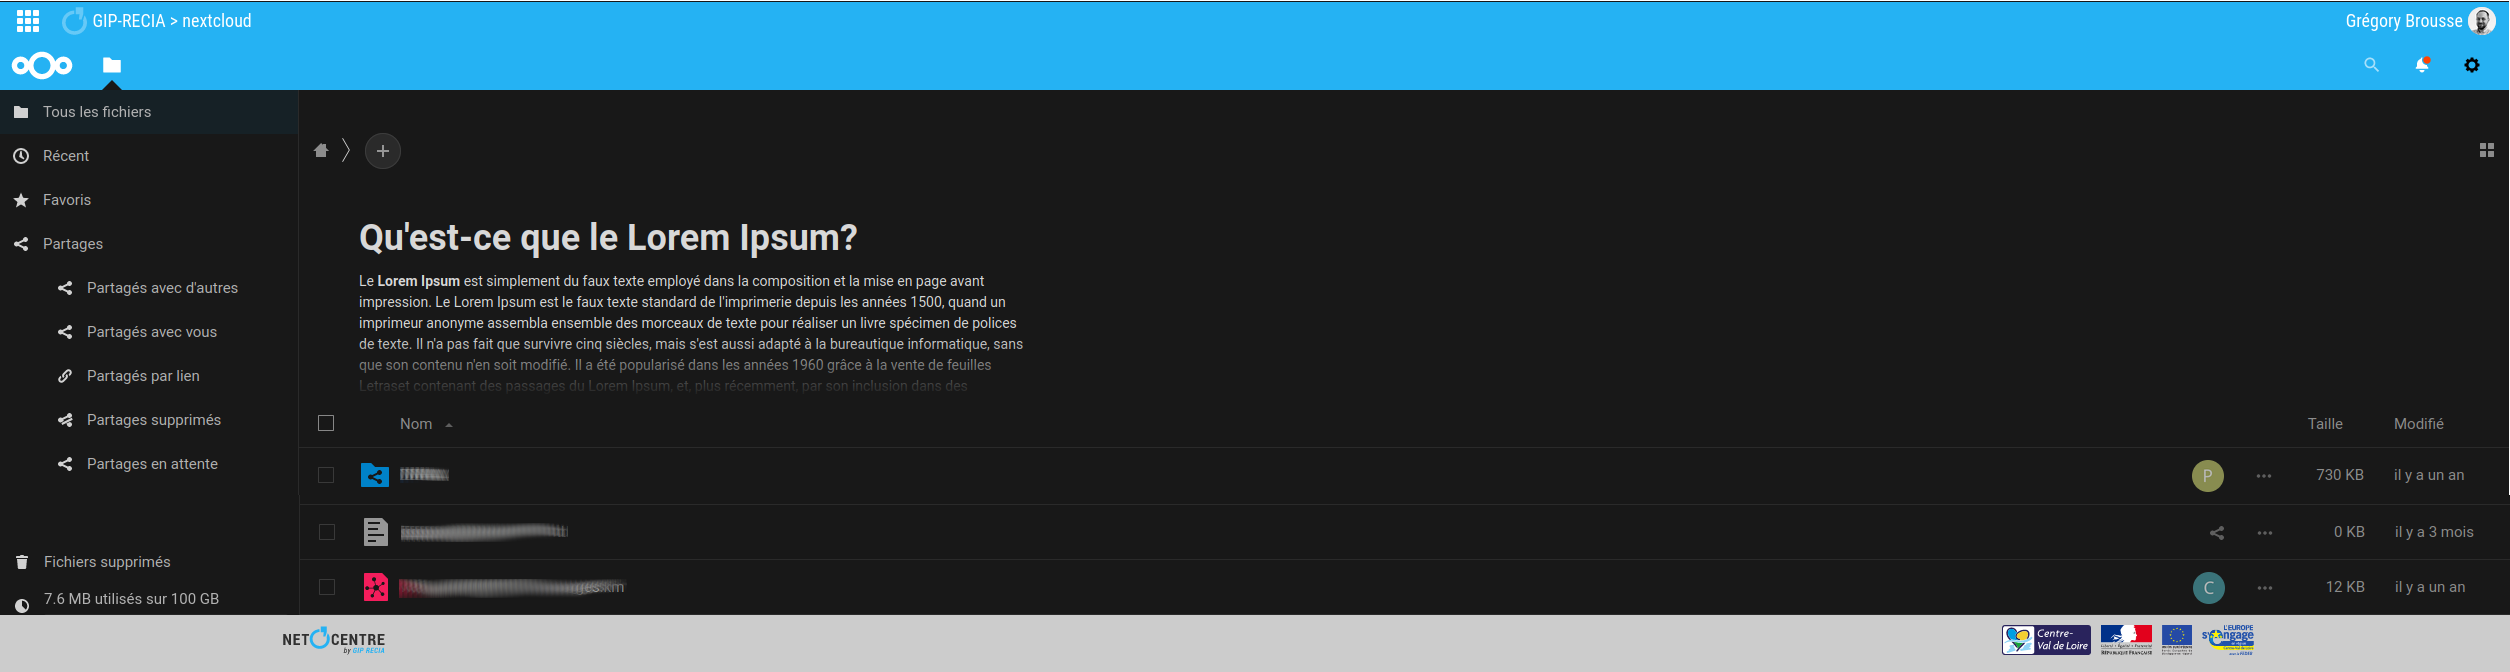 GIP-RECIA > nextcloud
Grégory Brousse
Tous les fichiers
Récent
Favoris
Partages
Partagés avec d'autres
Partagés avec vous
Partagés par lien
Partages supprimés
Partages en attente
Fichiers supprimés
7.6 MB utilisés sur 100 GB
Qu'est-ce que le Lorem Ipsum?
Le Lorem Ipsum est simplement du faux texte employé dans la composition et la mise en page avant
impression. Le Lorem Ipsum est le faux texte standard de l'imprimerie depuis les années 1500, quand un
imprimeur anonyme assembla ensemble des morceaux de texte pour réaliser un livre spécimen de polices
de texte. Il n'a pas fait que survivre cinq siècles, mais s'est aussi adapté à la bureautique informatique, sans
que son contenu n'en soit modifié. Il a été popularisé dans les années 1960 grâce à la vente de feuilles
Letraset contenant des passages du Lorem Ipsum, et, plus récemment, par son inclusion dans des
Nom Taille Modifié
P 730 KB il y a un an
0 KB il y a 3 mois
C 12 KB il y a un an
NETOCENTRE
by GIP RECIA
Centre-
Val de Loire
RÉPUBLIQUE FRANÇAISE
L'EUROPE
s'engage